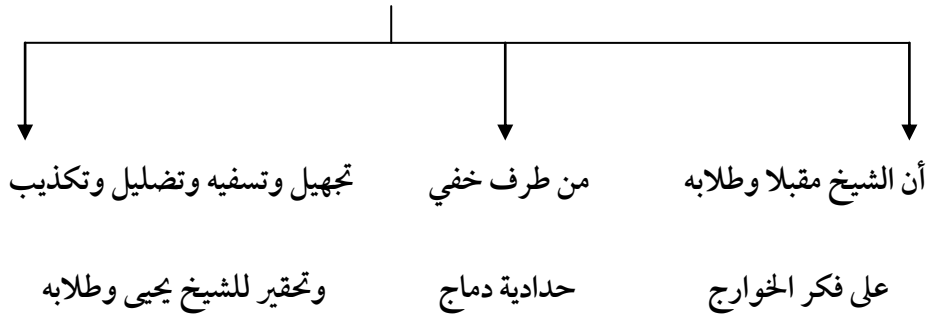 أن الشيخ مقبلا وطلابه
على فكر الخوارج
من طرف خفي
حدادية دماج
تجهيل وتسفيه وتضليل وتكذيب
وتحقير للشيخ يحيى وطلابه